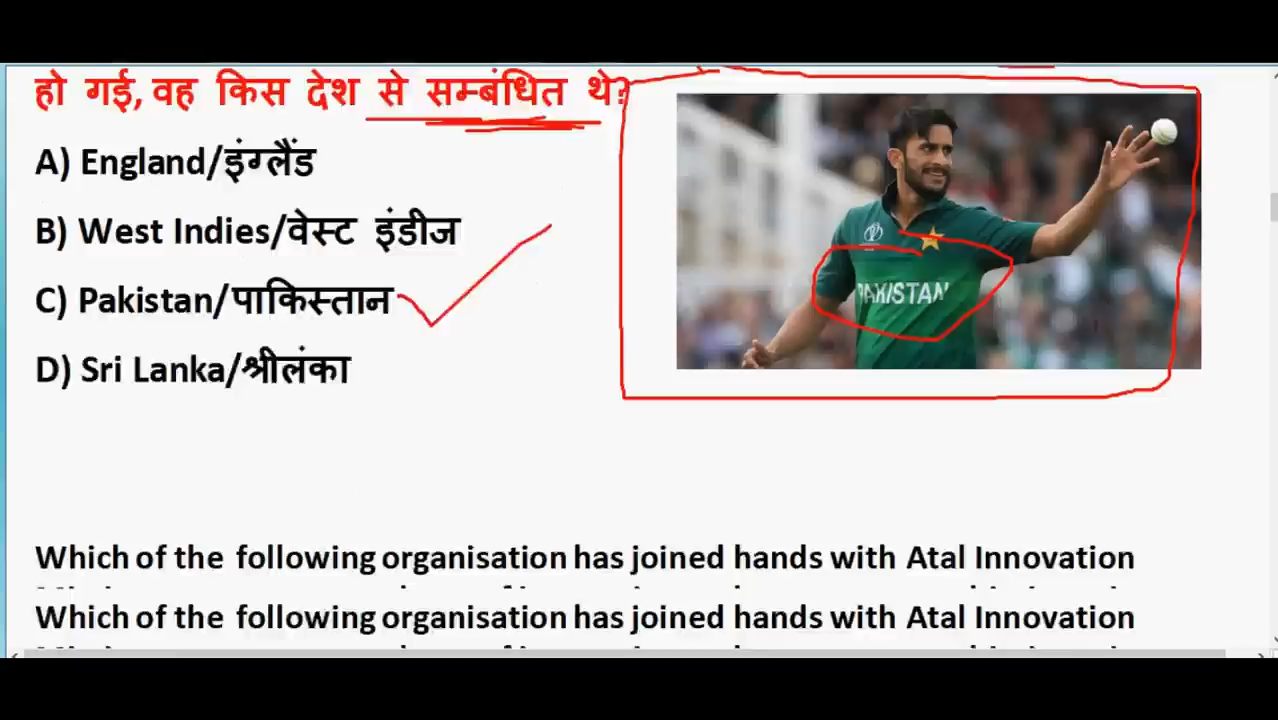 हो गई, वह किस देश से सम्बंधित थे?
A) England/इंग्लैंड
B) West Indies/वेस्ट इंडीज
C) Pakistan/पाकिस्तान
D) Sri Lanka/श्रीलंका
PAKISTAN
Which of the following organisation has joined hands with Atal Innovation
Which of the following organisation has joined hands with Atal Innovation